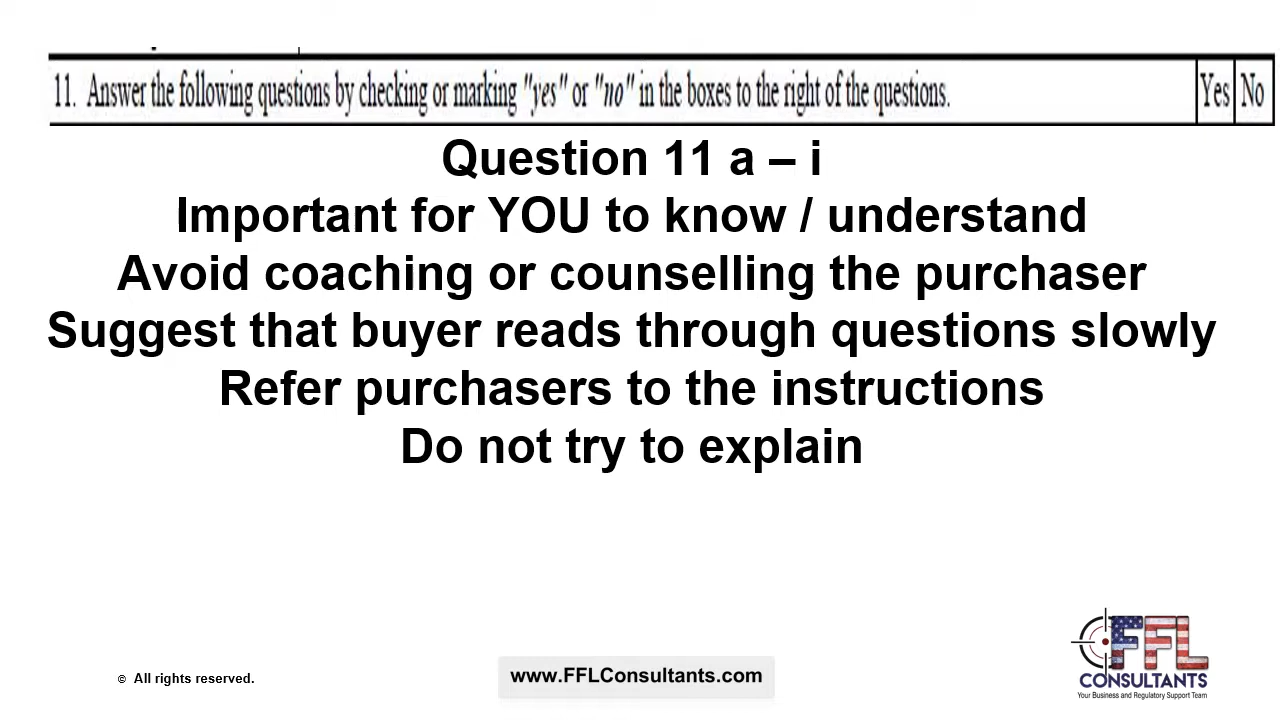 11. Answer the following questions by checking or marking "yes" or "no" in the boxes to the right of the questions. Yes No
Question 11 a – i
Important for YOU to know / understand
Avoid coaching or counselling the purchaser
Suggest that buyer reads through questions slowly
Refer purchasers to the instructions
Do not try to explain
© All rights reserved.
www.FFLConsultants.com
FFL
CONSULTANTS
Your Business and Regulatory Support Team